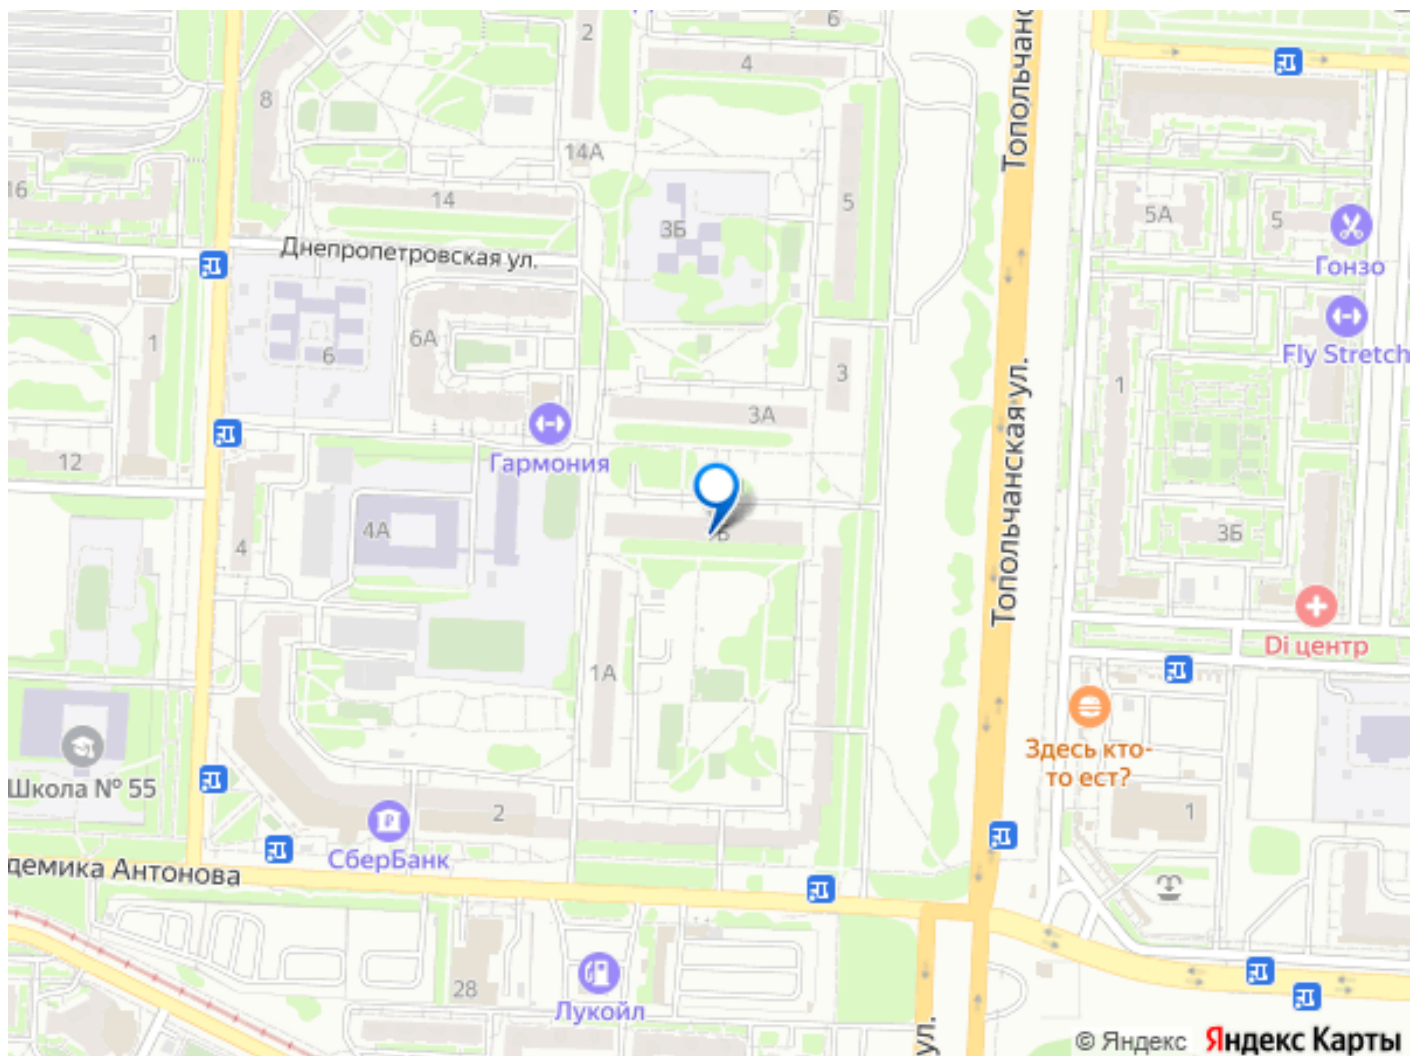 2
6
4
8
14А
5
16
14
3Б
Тополъчанс
5А
5
Гонзо
Днепропетровская ул.
1
6
6А
3
Fly Stretch
3А
1
Тополъчанская ул.
12
Гармония
4
4А
3Б
1А
Di центр
Здесь кто-
то ест?
Школа № 55
2
1
СберБанк
демика Антонова
28
Лукойл
ул.
© Яндекс Яндекс Карты